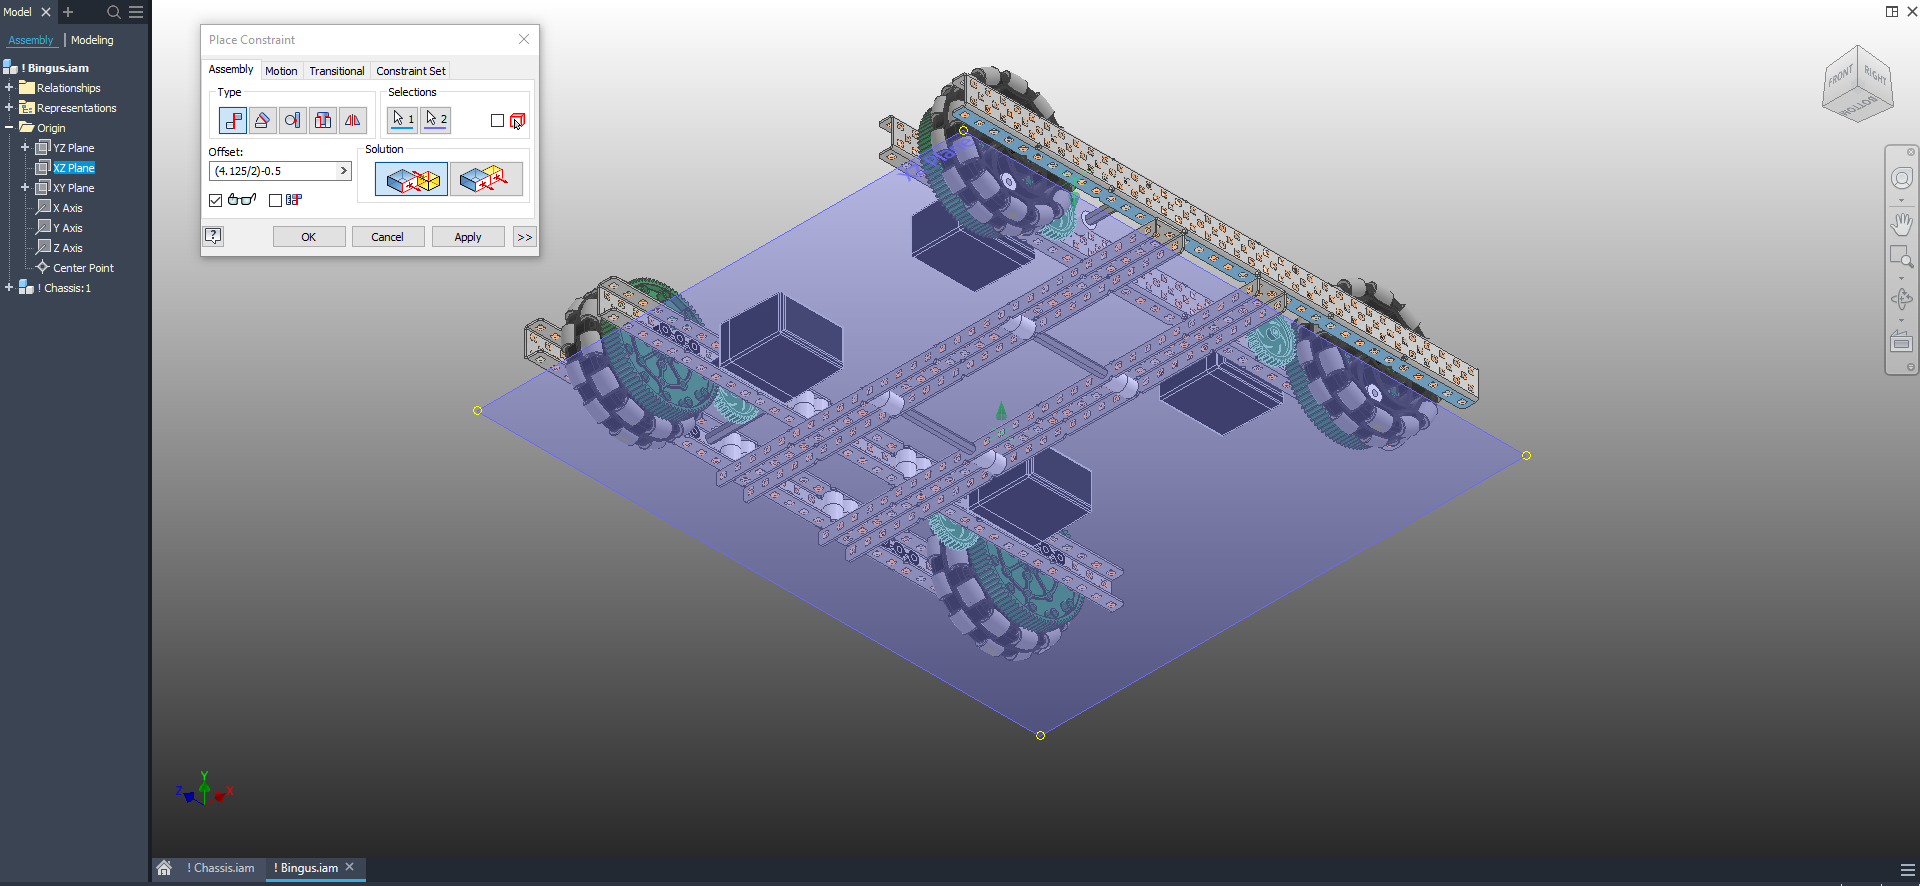 Model
Assembly | Modeling
! Bingus.iam
Relationships
Representations
Origin
YZ Plane
XZ Plane
XY Plane
X Axis
Y Axis
Z Axis
Center Point
! Chassis:1
Place Constraint
Assembly Motion Transitional Constraint Set
Type
Selections
1 2
Offset:
Solution
(4.125/2)-0.5
OK Cancel Apply >>
XZ Plane
FRONT RIGHT
BOTTOM
Y
Z X
! Chassis.iam ! Bingus.iam